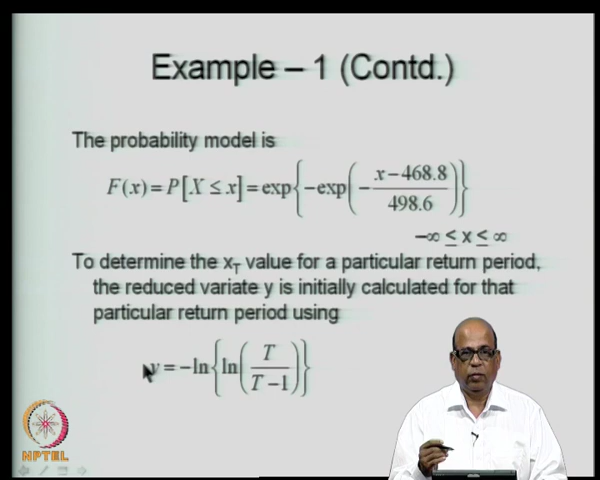 Example – 1 (Contd.)
The probability model is
F(x) = P[X ≤ x] = exp{−exp(−(x−468.8)/498.6)}
−∞ ≤ x ≤ ∞
To determine the xT value for a particular return period,
the reduced variate y is initially calculated for that
particular return period using
y = −ln{ln(T/(T−1))}
NPTEL